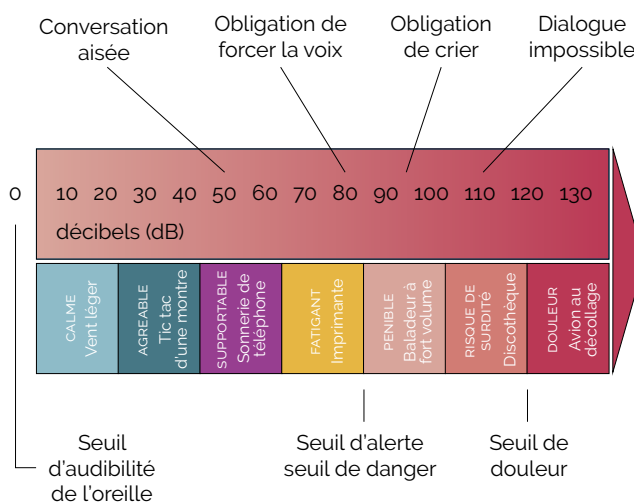 Conversation
aisée
Obligation de
forcer la voix
Obligation
de crier
Dialogue
impossible
0 10 20 30 40 50 60 70 80 90 100 110 120 130
décibels (dB)
CALME
Vent léger
AGREABLE
Tic tac
d'une montre
SUPPORTABLE
Sonnerie de
téléphone
FATIGANT
Imprimante
PENIBLE
Baladeur à
fort volume
RISQUE DE
SURDITÉ
Discothèque
DOULEUR
Avion au
décollage
Seuil
d'audibilité
de l'oreille
Seuil d'alerte
seuil de danger
Seuil de
douleur